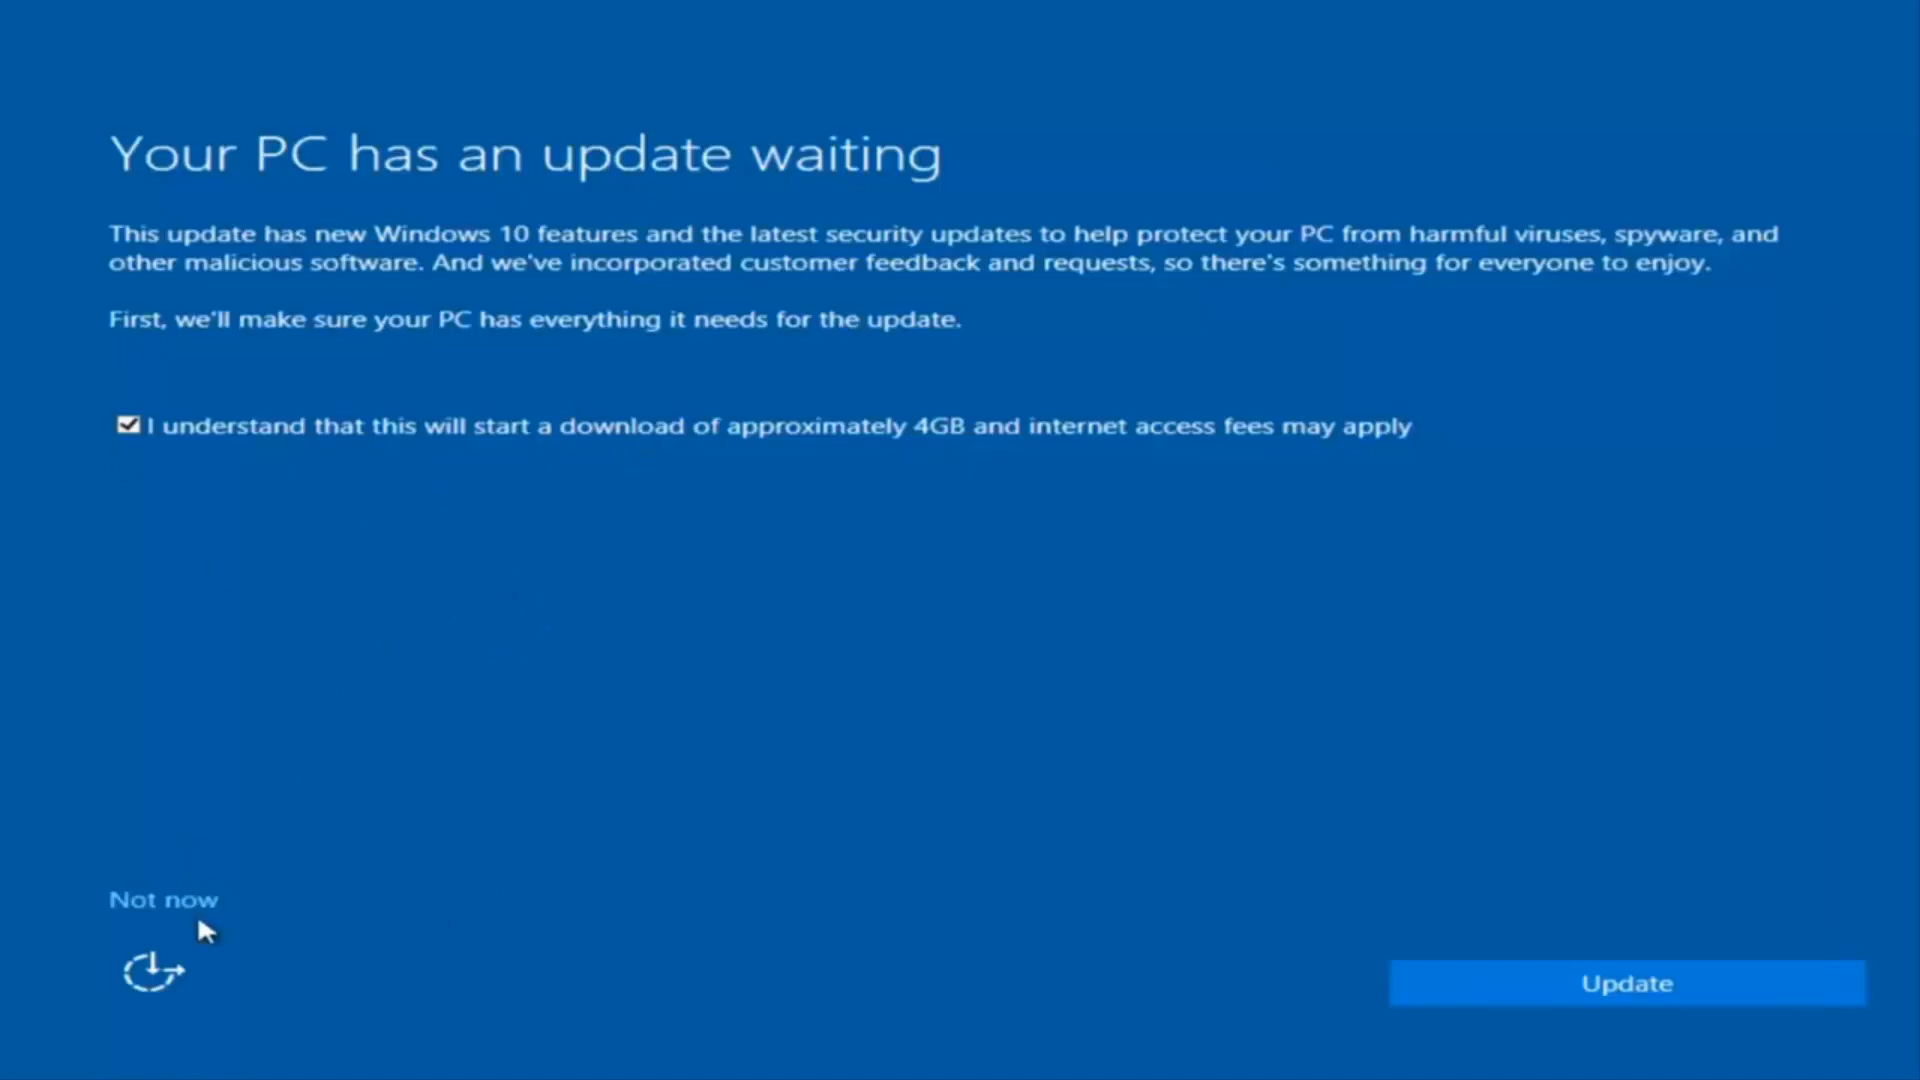 Your PC has an update waiting
This update has new Windows 10 features and the latest security updates to help protect your PC from harmful viruses, spyware, and
other malicious software. And we've incorporated customer feedback and requests, so there's something for everyone to enjoy.
First, we'll make sure your PC has everything it needs for the update.
I understand that this will start a download of approximately 4GB and internet access fees may apply
Not now
Update